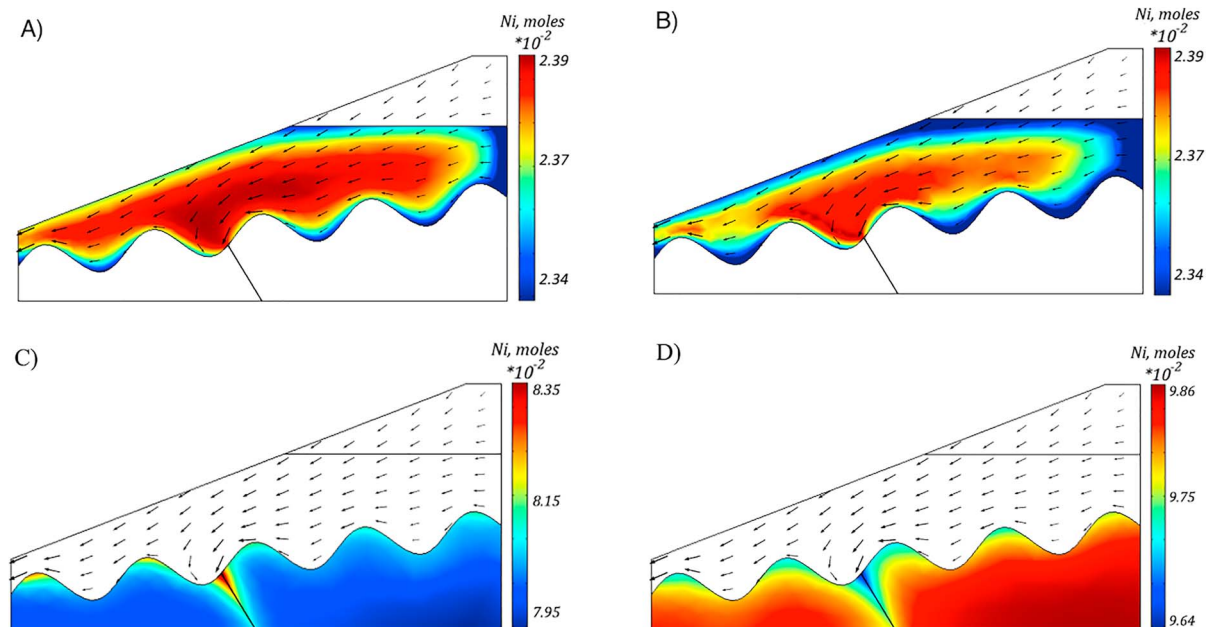 A)
Ni, moles
*10-2
2.39
2.37
2.34
B)
Ni, moles
*10-2
2.39
2.37
2.34
C)
Ni, moles
*10-2
8.35
8.15
7.95
D)
Ni, moles
*10-2
9.86
9.75
9.64